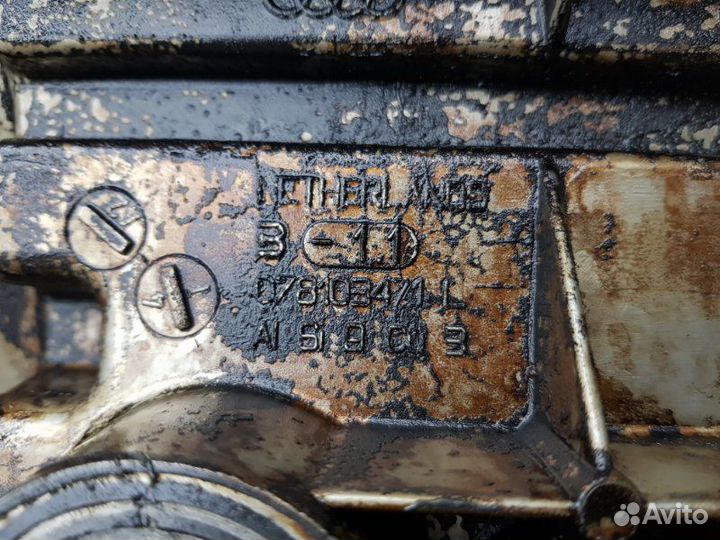 NETHERLANDS
3 -11
078103471 L
Al Si 9 Cu 3
Avito